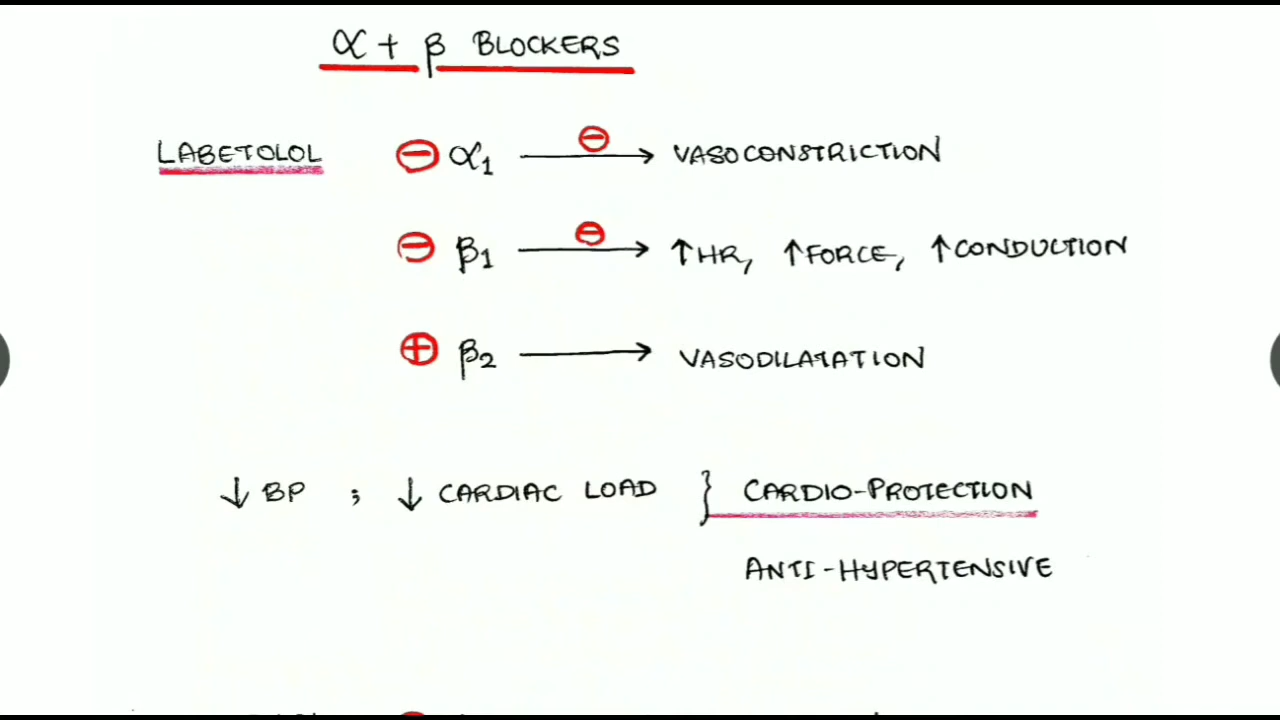 α + β BLOCKERS
LABETOLOL ⊖ α1 ⊖→ VASOCONSTRICTION
⊖ β1 ⊖→ ↑HR, ↑FORCE, ↑CONDUCTION
⊕ β2 → VASODILATATION
↓ BP ; ↓ CARDIAC LOAD } CARDIO-PROTECTION
ANTI-HYPERTENSIVE